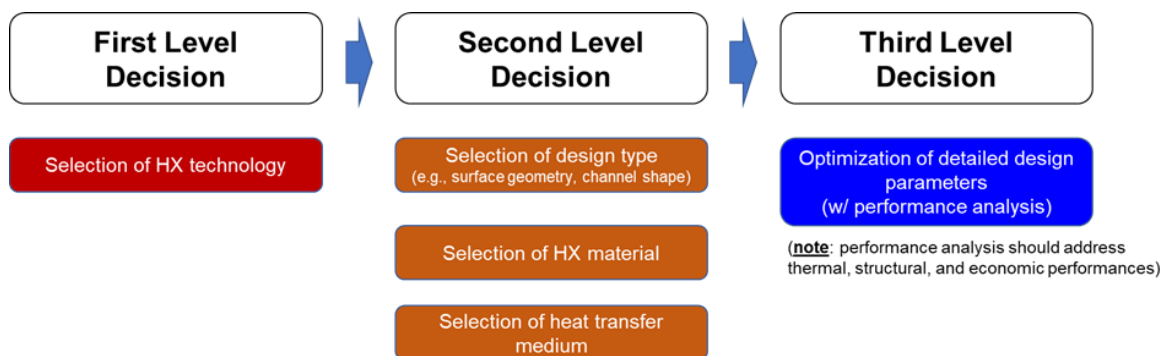 First Level
Decision
Second Level
Decision
Third Level
Decision
Selection of HX technology
Selection of design type
(e.g., surface geometry, channel shape)
Selection of HX material
Selection of heat transfer
medium
Optimization of detailed design
parameters
(w/ performance analysis)
(note: performance analysis should address
thermal, structural, and economic performances)